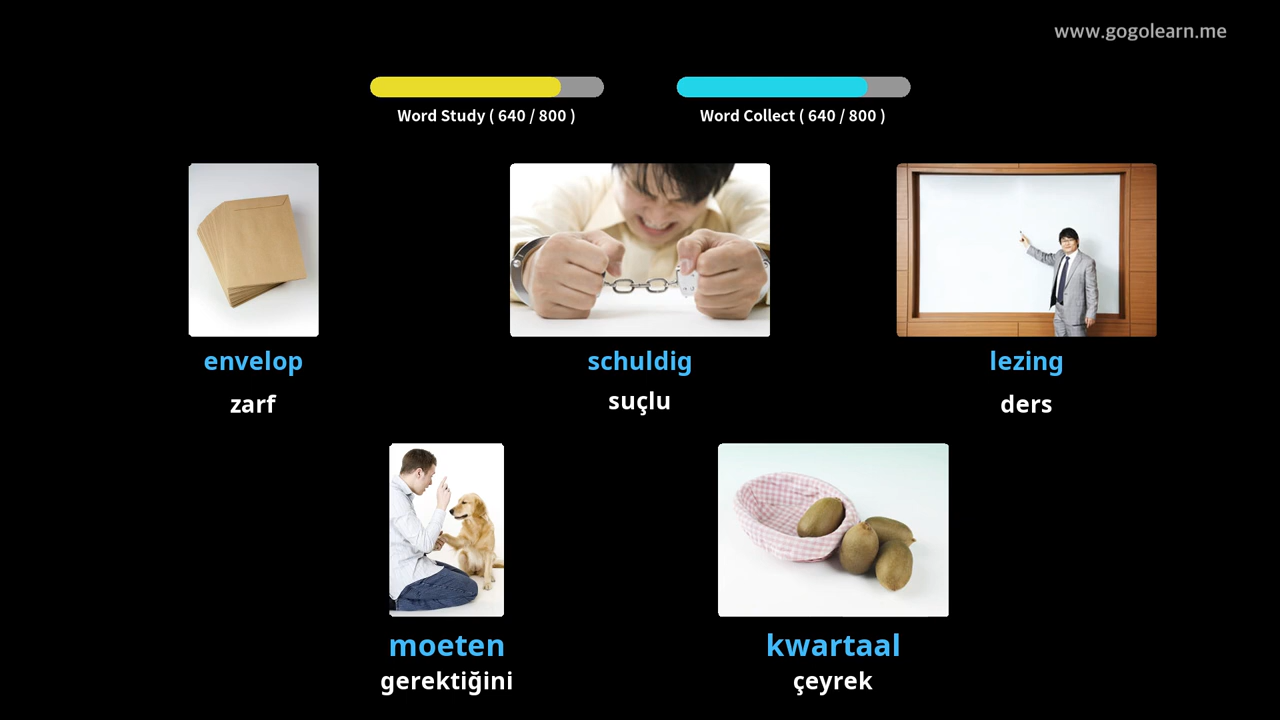 www.gogolearn.me
Word Study ( 640 / 800 )
Word Collect ( 640 / 800 )
envelop
zarf
schuldig
suçlu
lezing
ders
moeten
gerektiğini
kwartaal
çeyrek